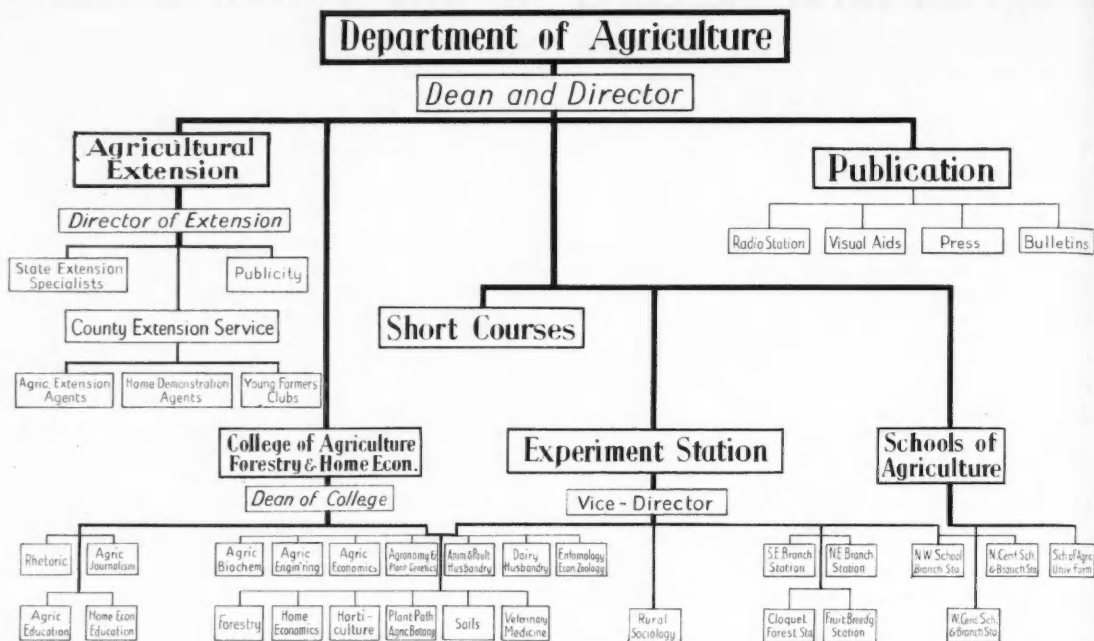 Department of Agriculture
Dean and Director
Agricultural
Extension
Director of Extension
State Extension
Specialists
Publicity
County Extension Service
Agric. Extension
Agents
Home Demonstration
Agents
Young Farmers
Clubs
Publication
Radio Station
Visual Aids
Press
Bulletins
Short Courses
College of Agriculture
Forestry & Home Econ.
Dean of College
Experiment Station
Vice-Director
Schools of
Agriculture
Rhetoric
Agric
Journalism
Agric
Education
Home Econ
Education
Agric
Biochem
Agric
Engin'ring
Agric
Economics
Agronomy &
Plant Genetics
Anim & Poult
Husbandry
Dairy
Husbandry
Entomology
Econ Zoology
Forestry
Home
Economics
Horti-
culture
Plant Path
Agric Botany
Soils
Veterinary
Medicine
Rural
Sociology
S.E. Branch
Station
N.E. Branch
Station
Cloquet
Forest Sta.
Fruit Breed'g
Station
N.W. School
Branch Sta.
N. Cent Sch.
& Branch Sta.
Sch of Agric
Univ. Farm
W. Cent. Sch.
& Branch Sta.